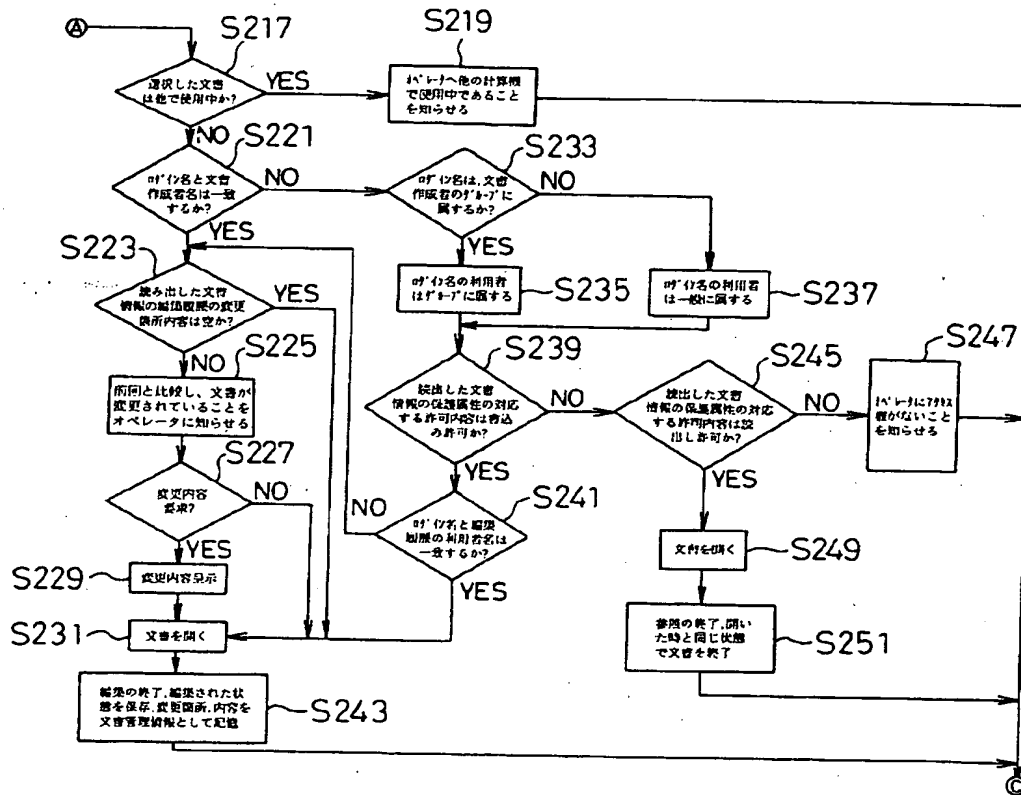 Ⓐ
S217
選択した文書
は他で使用中か?
YES
NO
S219
オペレータへ他の計算機
で使用中であること
を知らせる
S221
ログイン名と文書
作成者名は一致
するか?
NO
YES
S233
ログイン名は、文書
作成者のグループに
属するか?
NO
YES
S223
読み出した文書
情報の編集履歴の変更
箇所内容は空か?
YES
NO
S235
ログイン名の利用者
はグループに属する
S237
ログイン名の利用者
は一般に属する
S225
前回と比較し、文書が
変更されていることを
オペレータに知らせる
S239
読出した文書
情報の保護属性の対応
する許可内容は書込
み許可か?
NO
YES
S245
読出した文書
情報の保護属性の対応
する許可内容は読
出し許可か?
NO
YES
S247
オペレータにアクセス
権がないこと
を知らせる
S227
変更内容
要求?
NO
YES
S241
ログイン名と編集
履歴の利用者名は
一致するか?
NO
YES
S229
変更内容表示
S249
文書を開く
S231
文書を開く
S251
参照の終了、開い
た時と同じ状態
で文書を終了
S243
編集の終了、編集された状
態を保存、変更箇所、内容を
文書管理情報として記憶
Ⓒ